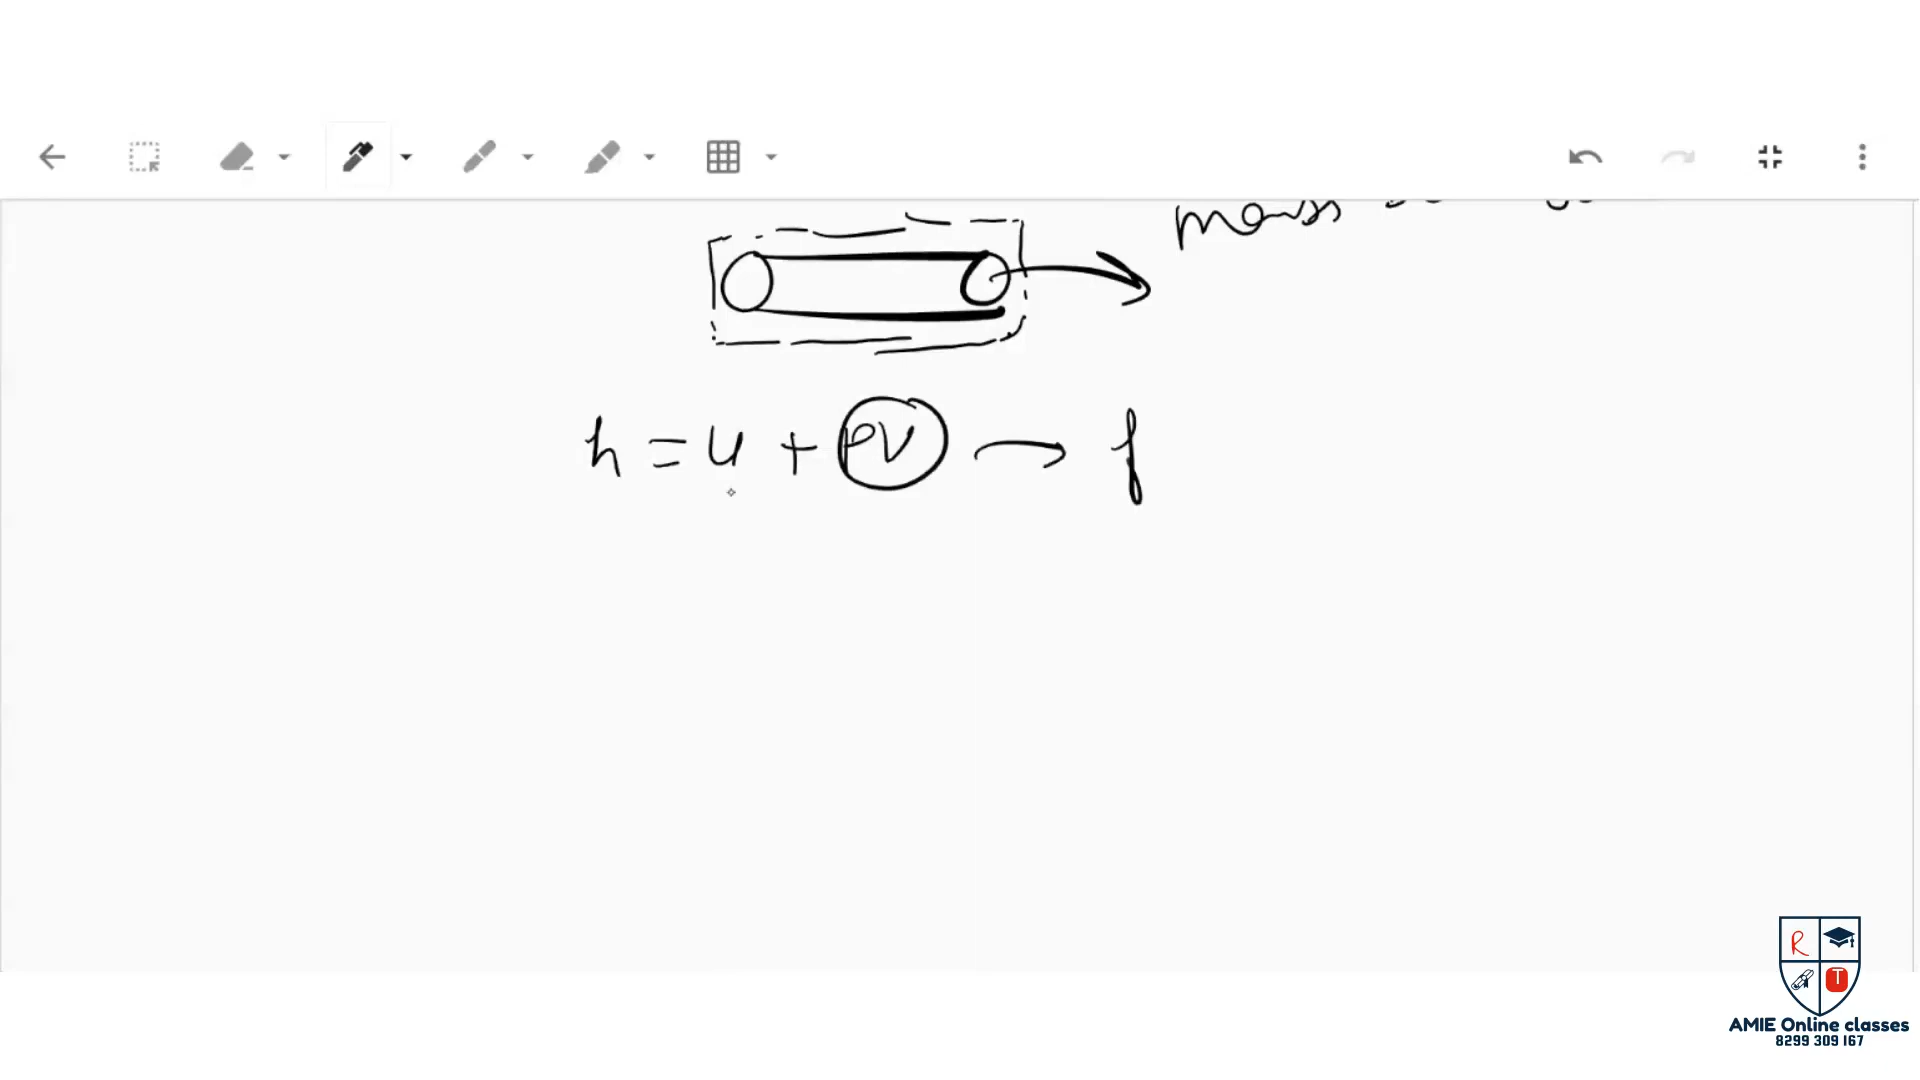 mass
h = u + PV → f
R
T
AMIE Online classes
8299 309 167